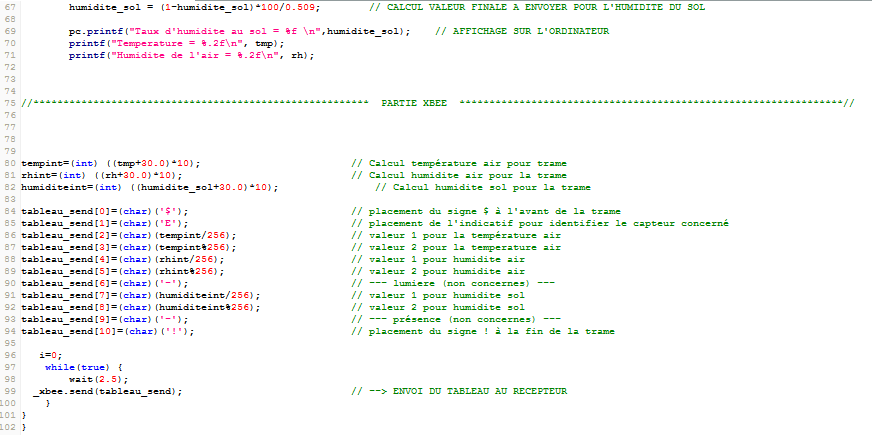 67 humidite_sol = (1-humidite_sol)*100/0.509; // CALCUL VALEUR FINALE A ENVOYER POUR L'HUMIDITE DU SOL
68
69 pc.printf("Taux d'humidite au sol = %f \n",humidite_sol); // AFFICHAGE SUR L'ORDINATEUR
70 printf("Temperature = %.2f\n", tmp);
71 printf("Humidite de l'air = %.2f\n", rh);
72
73
74
75 //******************************************************** PARTIE XBEE ****************************************************************//
76
77
78
79
80 tempint=(int) ((tmp+30.0)*10); // Calcul température air pour trame
81 rhint=(int) ((rh+30.0)*10); // Calcul humidite air pour la trame
82 humiditeint=(int) ((humidite_sol+30.0)*10); // Calcul humidite sol pour la trame
83
84 tableau_send[0]=(char)('$'); // placement du signe $ à l'avant de la trame
85 tableau_send[1]=(char)('E'); // placement de l'indicatif pour identifier le capteur concerné
86 tableau_send[2]=(char)(tempint/256); // valeur 1 pour la température air
87 tableau_send[3]=(char)(tempint%256); // valeur 2 pour la temperature air
88 tableau_send[4]=(char)(rhint/256); // valeur 1 pour humidite air
89 tableau_send[5]=(char)(rhint%256); // valeur 2 pour humidite air
90 tableau_send[6]=(char)('-'); // --- lumiere (non concernes) ---
91 tableau_send[7]=(char)(humiditeint/256); // valeur 1 pour humidite sol
92 tableau_send[8]=(char)(humiditeint%256); // valeur 2 pour humidite sol
93 tableau_send[9]=(char)('-'); // --- présence (non concernes) ---
94 tableau_send[10]=(char)('!'); // placement du signe ! à la fin de la trame
95
96 i=0;
97 while(true) {
98 wait(2.5);
99 _xbee.send(tableau_send); // --> ENVOI DU TABLEAU AU RECEPTEUR
100 }
101 }
102 }